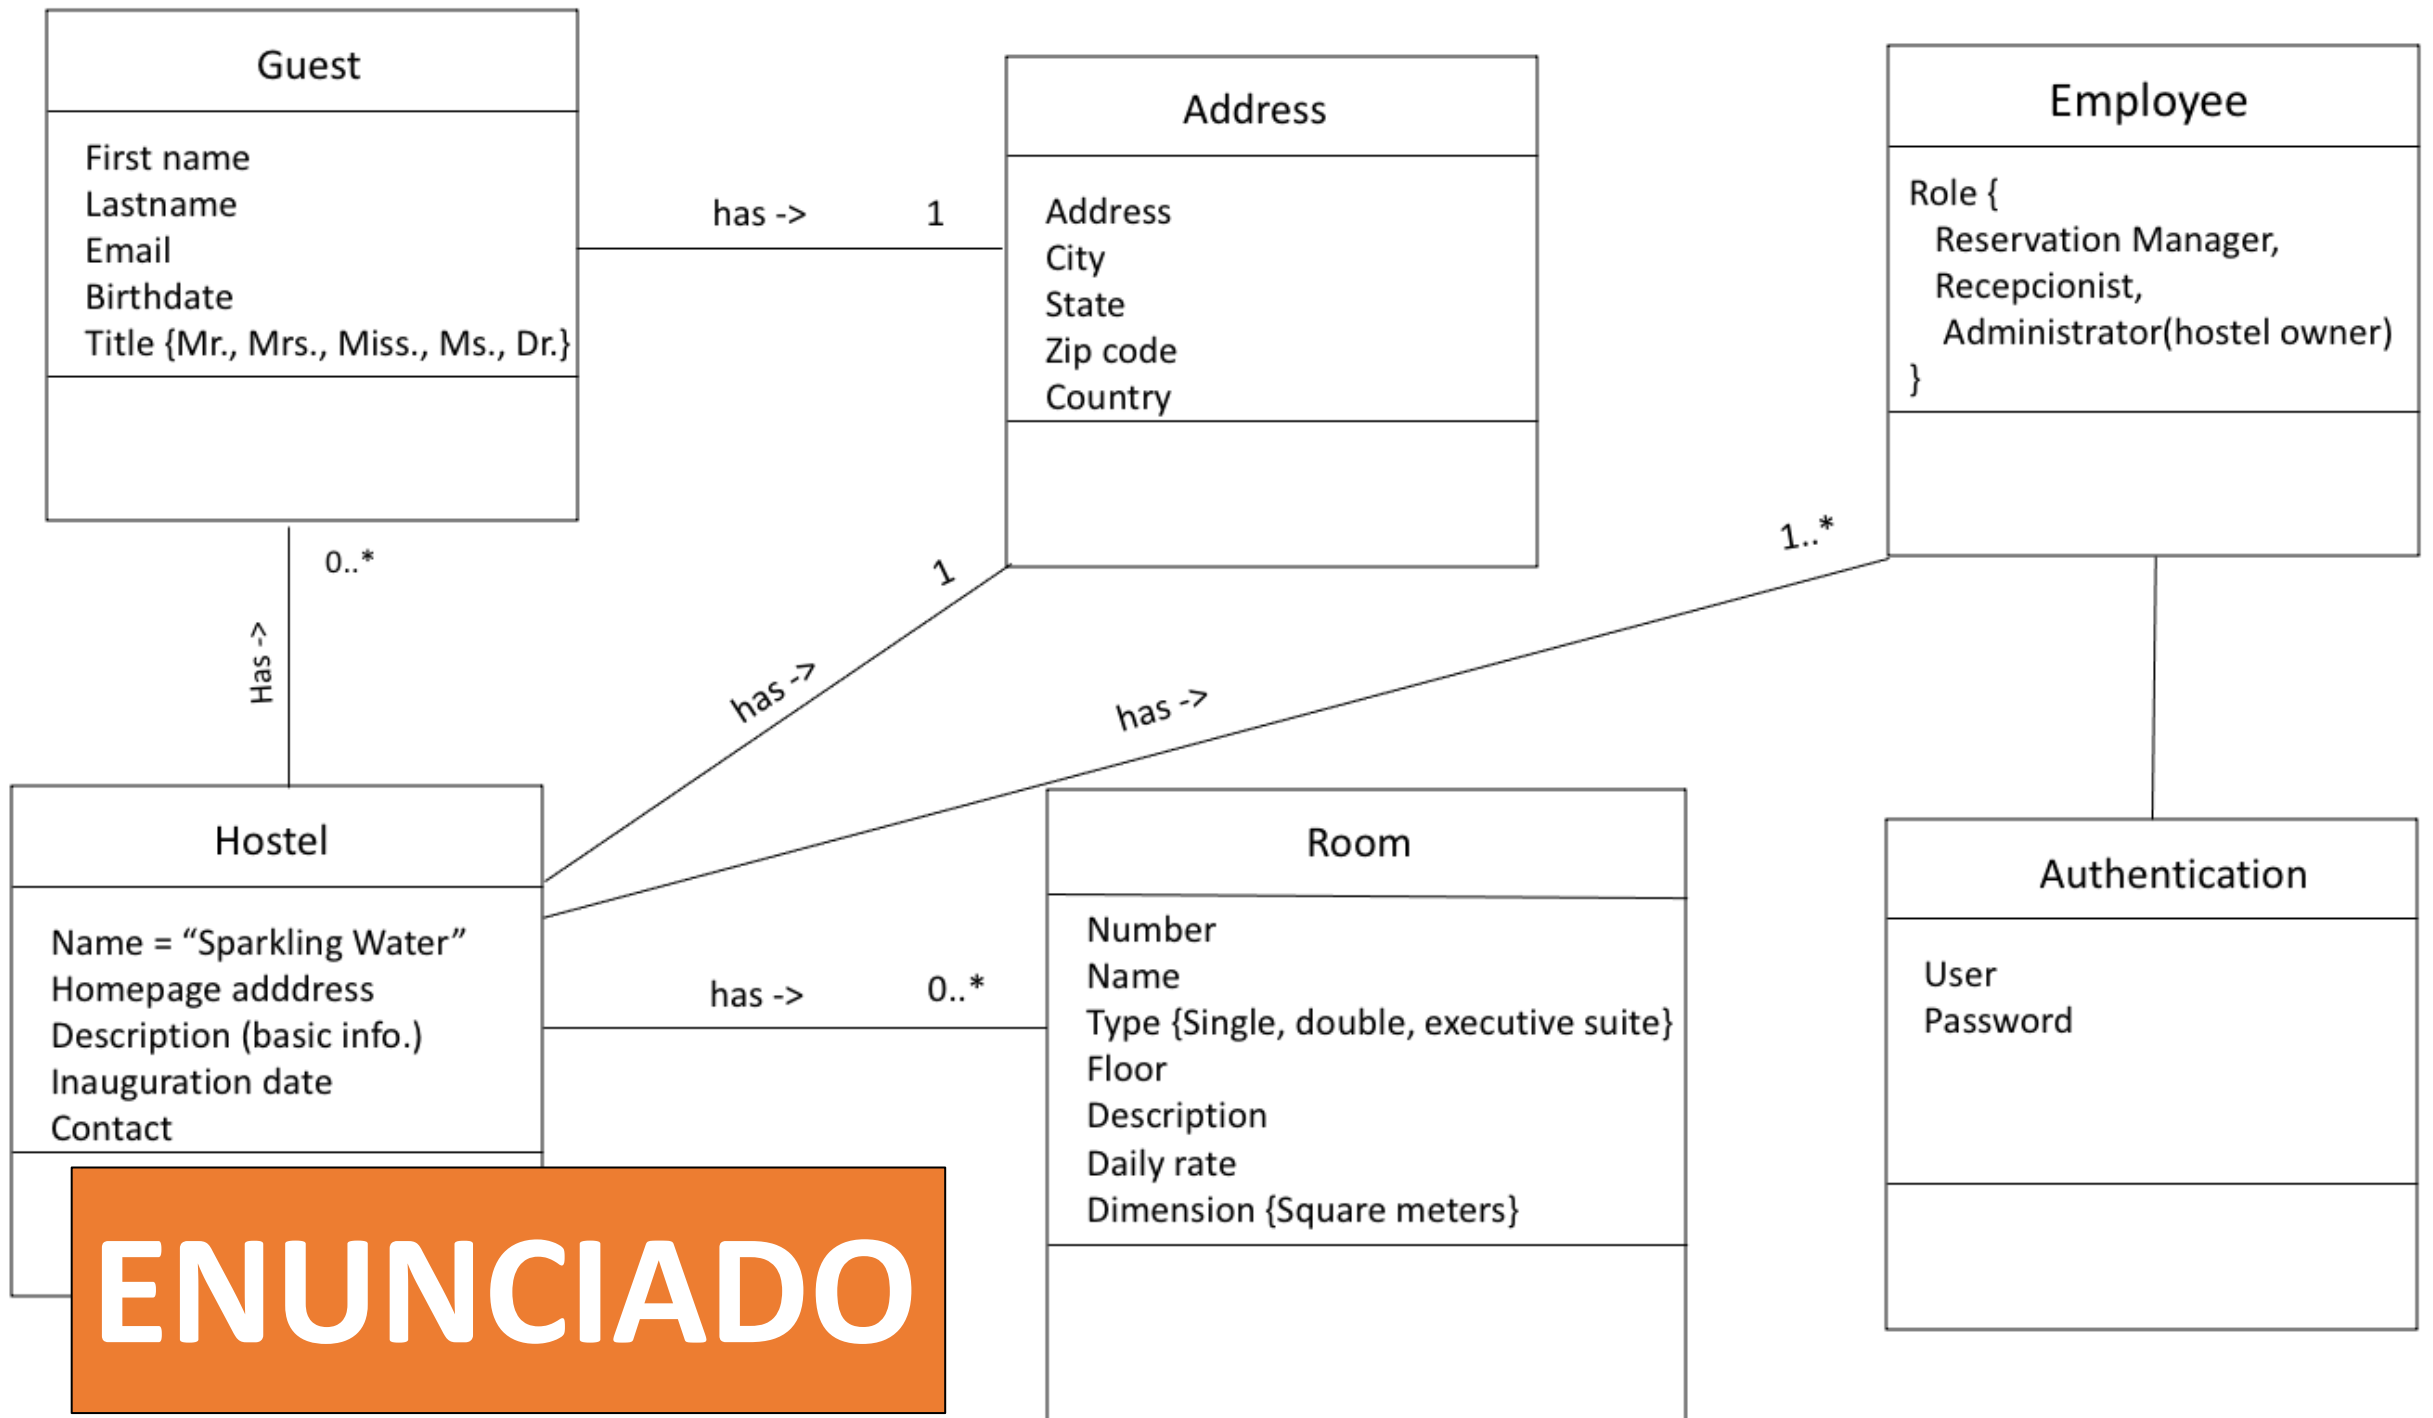 Guest
First name
Lastname
Email
Birthdate
Title {Mr., Mrs., Miss., Ms., Dr.}
has -> 1
Address
Address
City
State
Zip code
Country
Employee
Role {
Reservation Manager,
Recepcionist,
Administrator(hostel owner)
}
0..*
Has ->
1
has ->
1..*
has ->
Hostel
Name = “Sparkling Water”
Homepage adddress
Description (basic info.)
Inauguration date
Contact
has -> 0..*
Room
Number
Name
Type {Single, double, executive suite}
Floor
Description
Daily rate
Dimension {Square meters}
Authentication
User
Password
ENUNCIADO